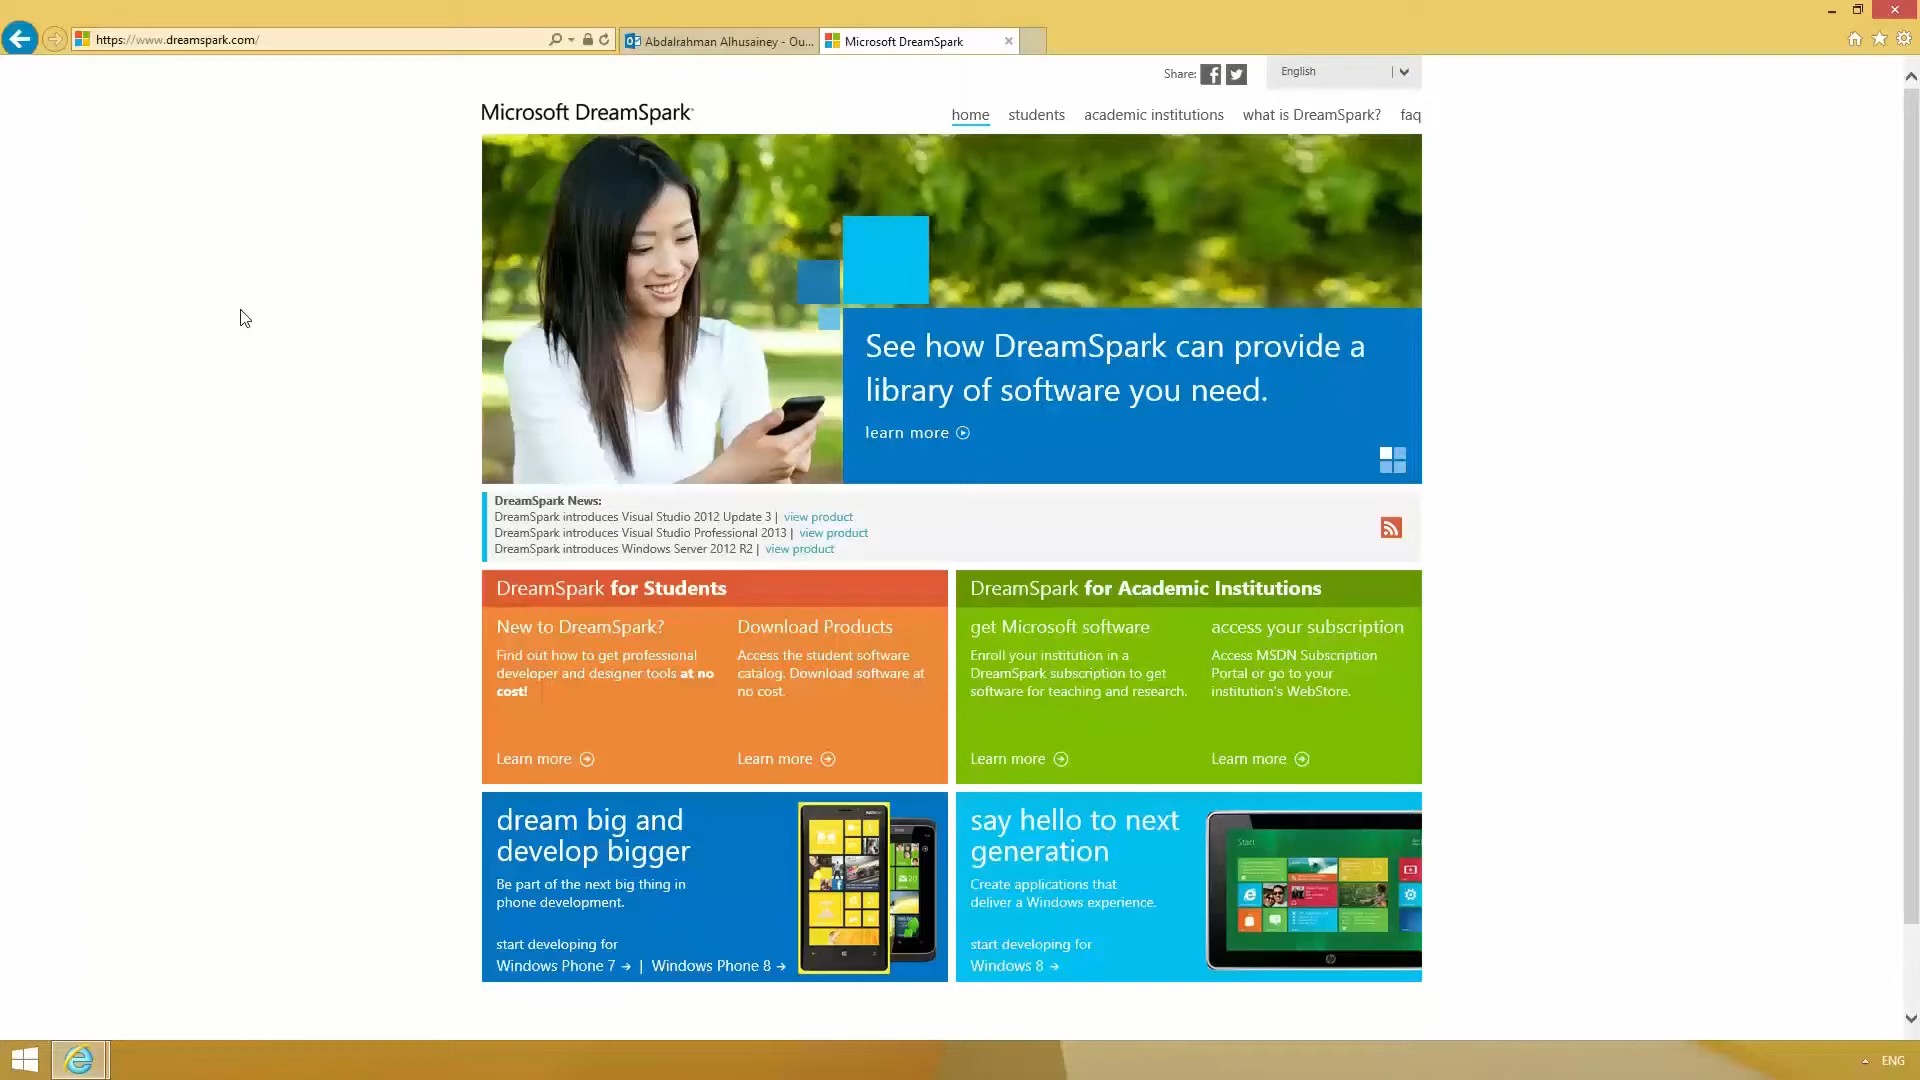 https://www.dreamspark.com/
Abdalrahman Alhusainey - Ou...
Microsoft DreamSpark
Share:
English
Microsoft DreamSpark
home
students
academic institutions
what is DreamSpark?
faq
See how DreamSpark can provide a
library of software you need.
learn more
DreamSpark News:
DreamSpark introduces Visual Studio 2012 Update 3 | view product
DreamSpark introduces Visual Studio Professional 2013 | view product
DreamSpark introduces Windows Server 2012 R2 | view product
DreamSpark for Students
New to DreamSpark?
Find out how to get professional
developer and designer tools at no
cost!
Learn more
Download Products
Access the student software
catalog. Download software at
no cost.
Learn more
DreamSpark for Academic Institutions
get Microsoft software
Enroll your institution in a
DreamSpark subscription to get
software for teaching and research.
Learn more
access your subscription
Access MSDN Subscription
Portal or go to your
institution's WebStore.
Learn more
dream big and
develop bigger
Be part of the next big thing in
phone development.
start developing for
Windows Phone 7 | Windows Phone 8
say hello to next
generation
Create applications that
deliver a Windows experience.
start developing for
Windows 8
Start
hp
ENG